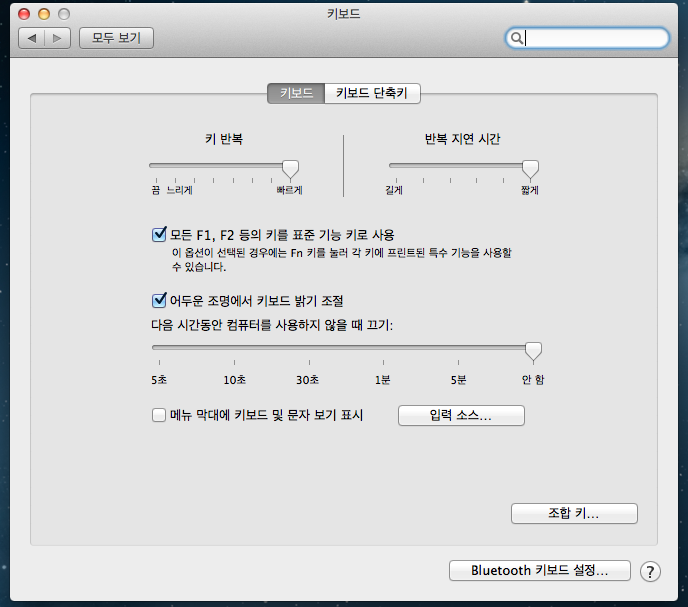 키보드
모두 보기
키보드 키보드 단축키
키 반복 반복 지연 시간
끔 느리게 빠르게 길게 짧게
모든 F1, F2 등의 키를 표준 기능 키로 사용
이 옵션이 선택된 경우에는 Fn 키를 눌러 각 키에 프린트된 특수 기능을 사용할
수 있습니다.
어두운 조명에서 키보드 밝기 조절
다음 시간동안 컴퓨터를 사용하지 않을 때 끄기:
5초 10초 30초 1분 5분 안 함
메뉴 막대에 키보드 및 문자 보기 표시 입력 소스...
조합 키...
Bluetooth 키보드 설정... ?